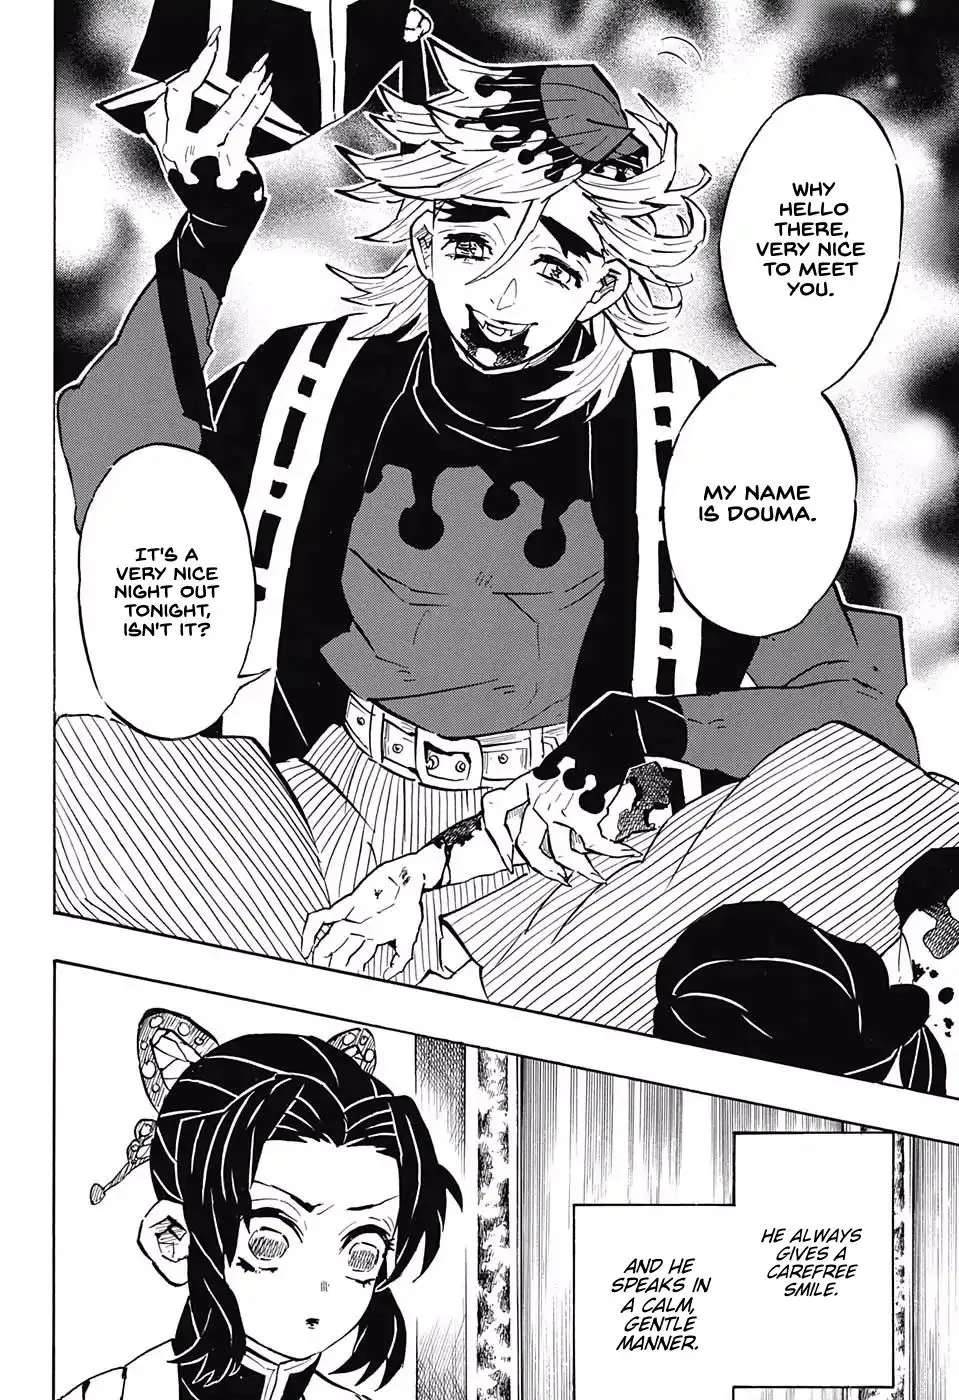 WHY
HELLO
THERE,
VERY NICE
TO MEET
YOU.
MY NAME
IS DOUMA.
IT'S A
VERY NICE
NIGHT OUT
TONIGHT,
ISN'T IT?
HE ALWAYS
GIVES A
CAREFREE
SMILE.
AND HE
SPEAKS IN
A CALM,
GENTLE
MANNER.